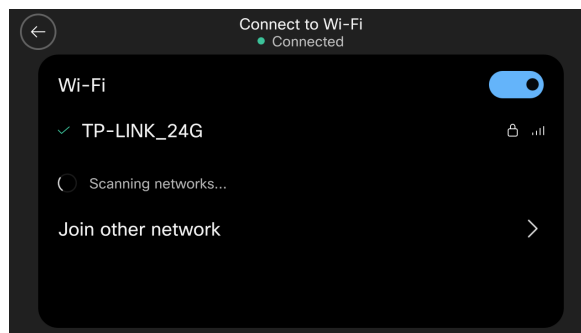 Connect to Wi-Fi
Connected
Wi-Fi
TP-LINK_24G
Scanning networks...
Join other network